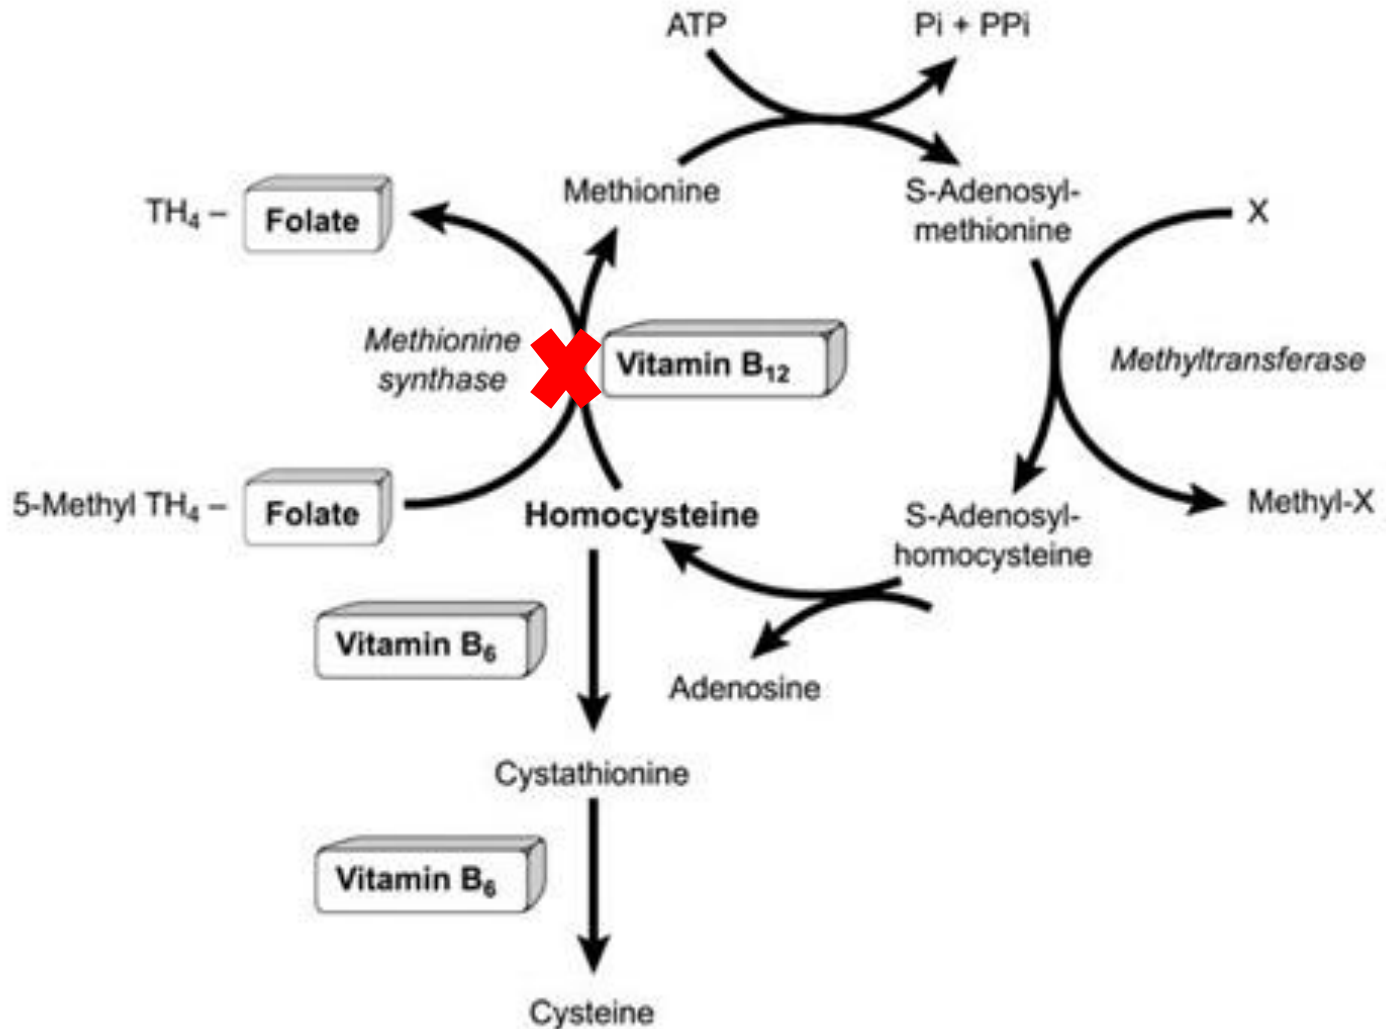 ATP
Pi + PPi
Methionine
S-Adenosyl-
methionine
TH₄ – Folate
X
Methionine
synthase
Vitamin B₁₂
Methyltransferase
5-Methyl TH₄ – Folate
Homocysteine
S-Adenosyl-
homocysteine
Methyl-X
Vitamin B₆
Adenosine
Cystathionine
Vitamin B₆
Cysteine